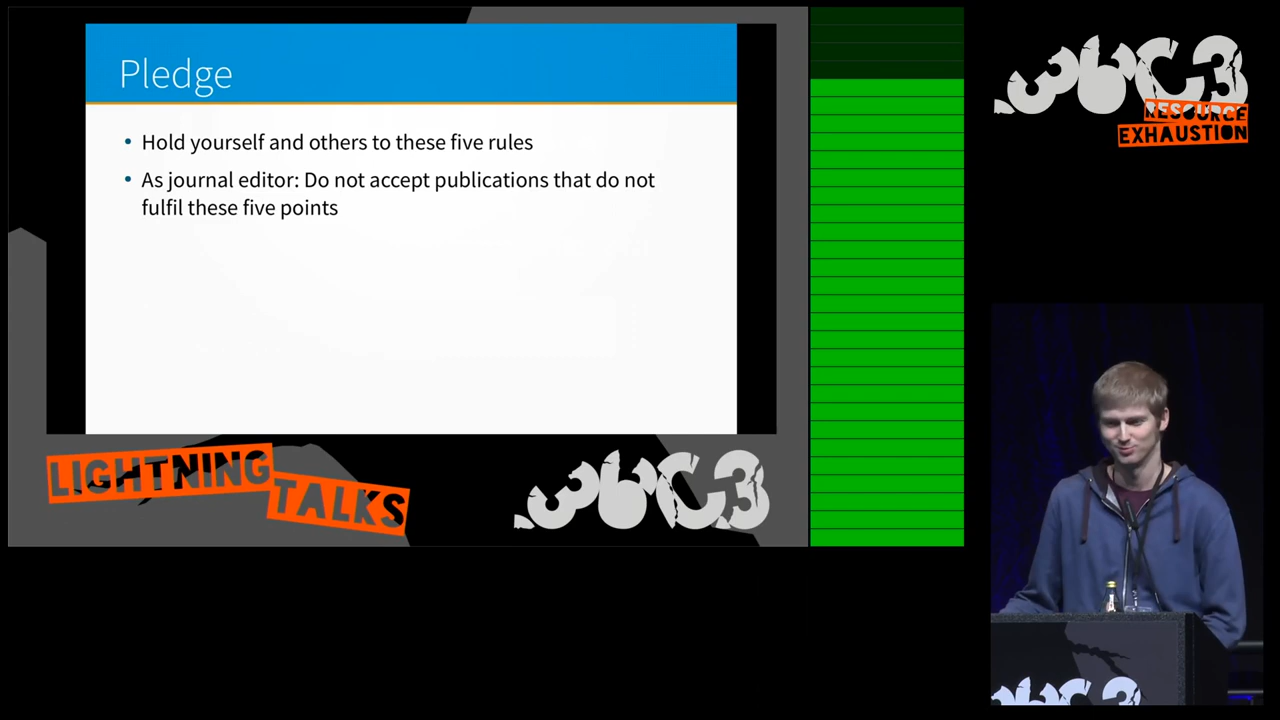 Pledge
• Hold yourself and others to these five rules
• As journal editor: Do not accept publications that do not
fulfil these five points
LIGHTNING
TALKS
36C3
36C3
RESOURCE
EXHAUSTION
36C3